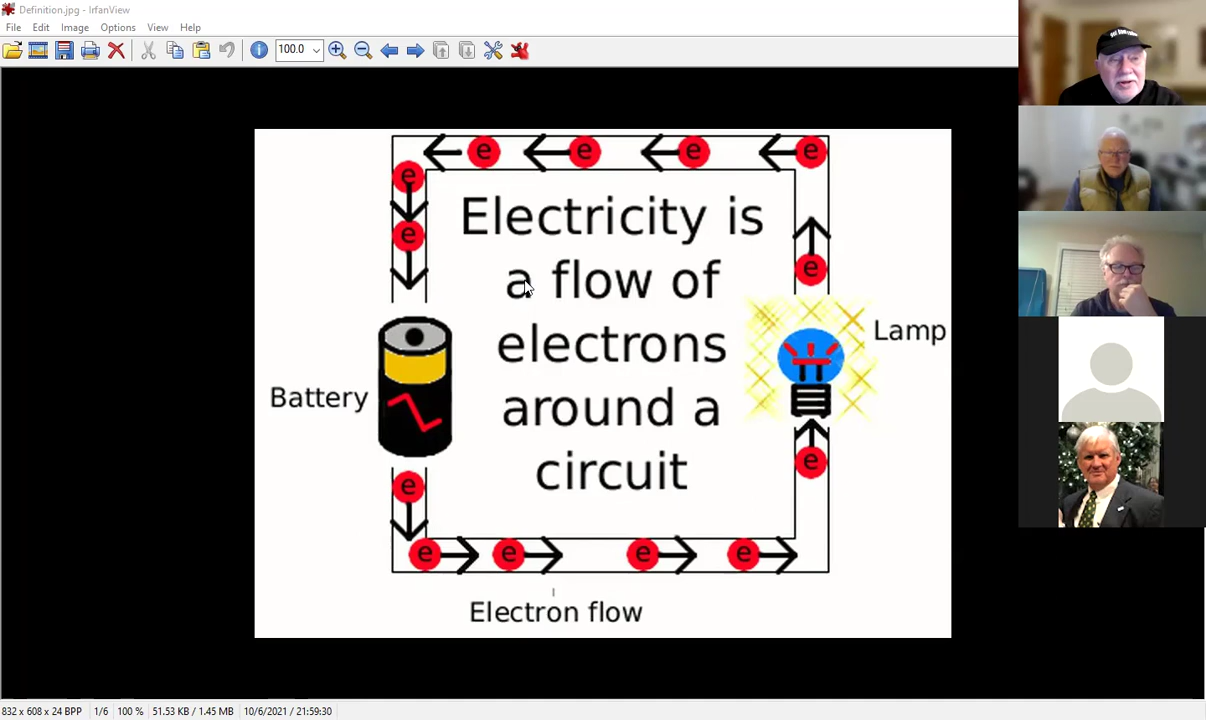 Definition.jpg - IrfanView
File Edit Image Options View Help
100.0
e e e e
e
e
Electricity is
a flow of
e
electrons
Lamp
Battery
around a
e
circuit
e
e e e e
Electron flow
832 x 608 x 24 BPP 1/6 100 % 51.53 KB / 1.45 MB 10/6/2021 / 21:59:30